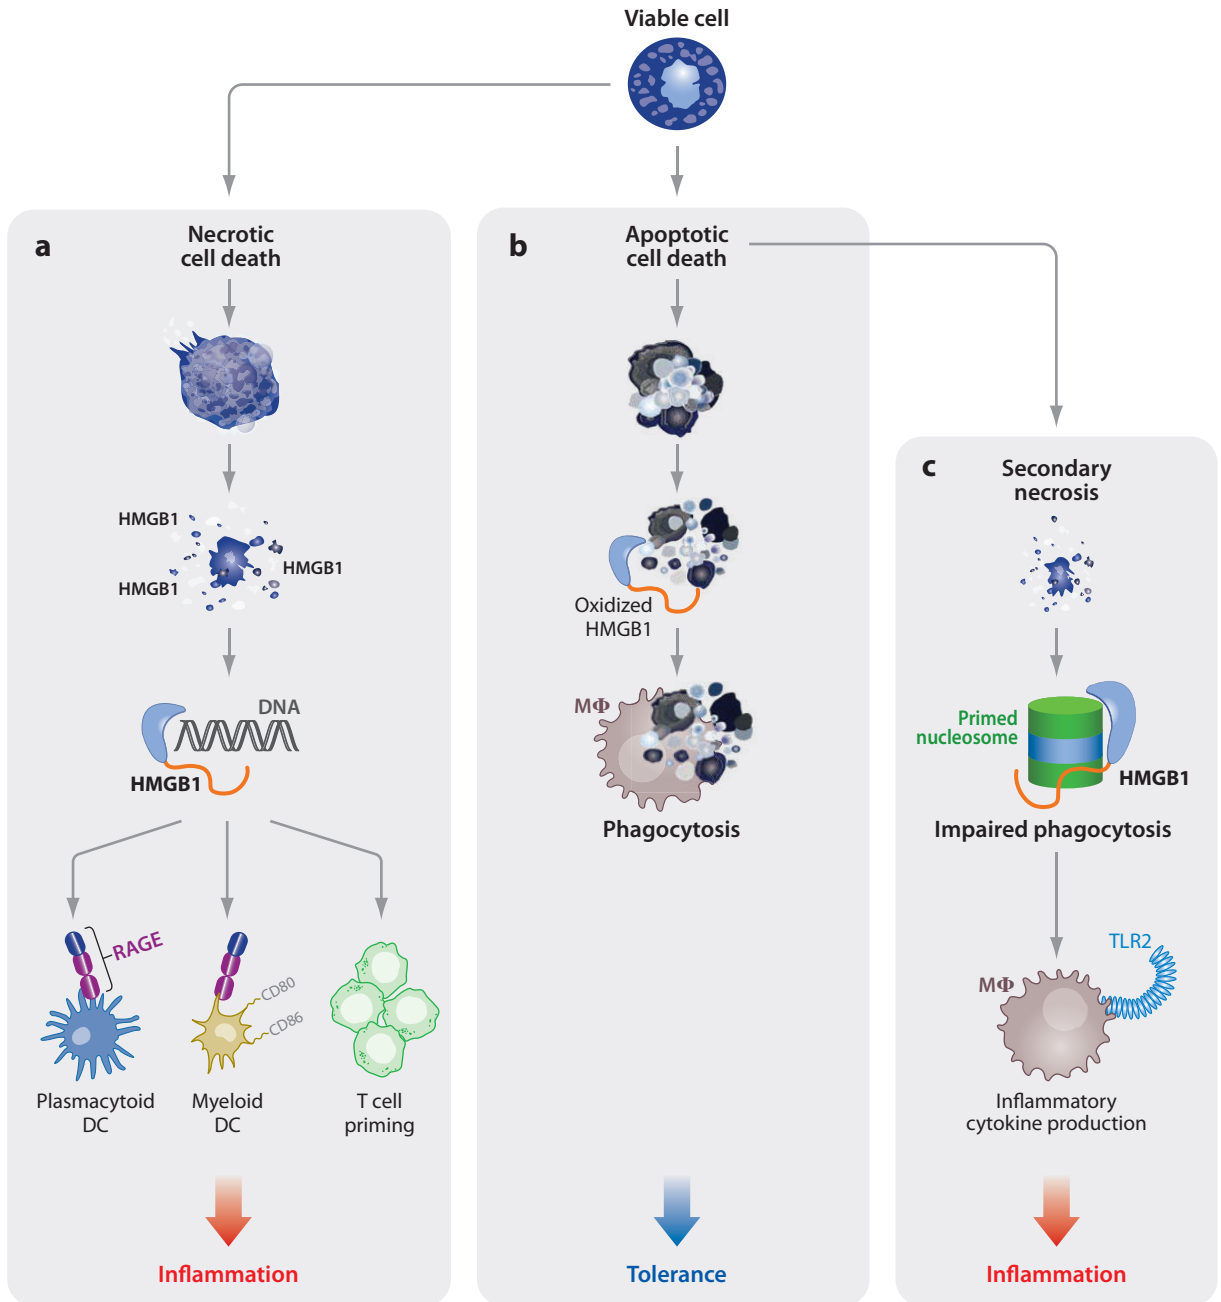 Viable cell
a
Necrotic
cell death
HMGB1
HMGB1
HMGB1
DNA
HMGB1
RAGE
CD80
CD86
Plasmacytoid
DC
Myeloid
DC
T cell
priming
Inflammation
b
Apoptotic
cell death
Oxidized
HMGB1
MΦ
Phagocytosis
Tolerance
c
Secondary
necrosis
Primed
nucleosome
HMGB1
Impaired phagocytosis
TLR2
MΦ
Inflammatory
cytokine production
Inflammation